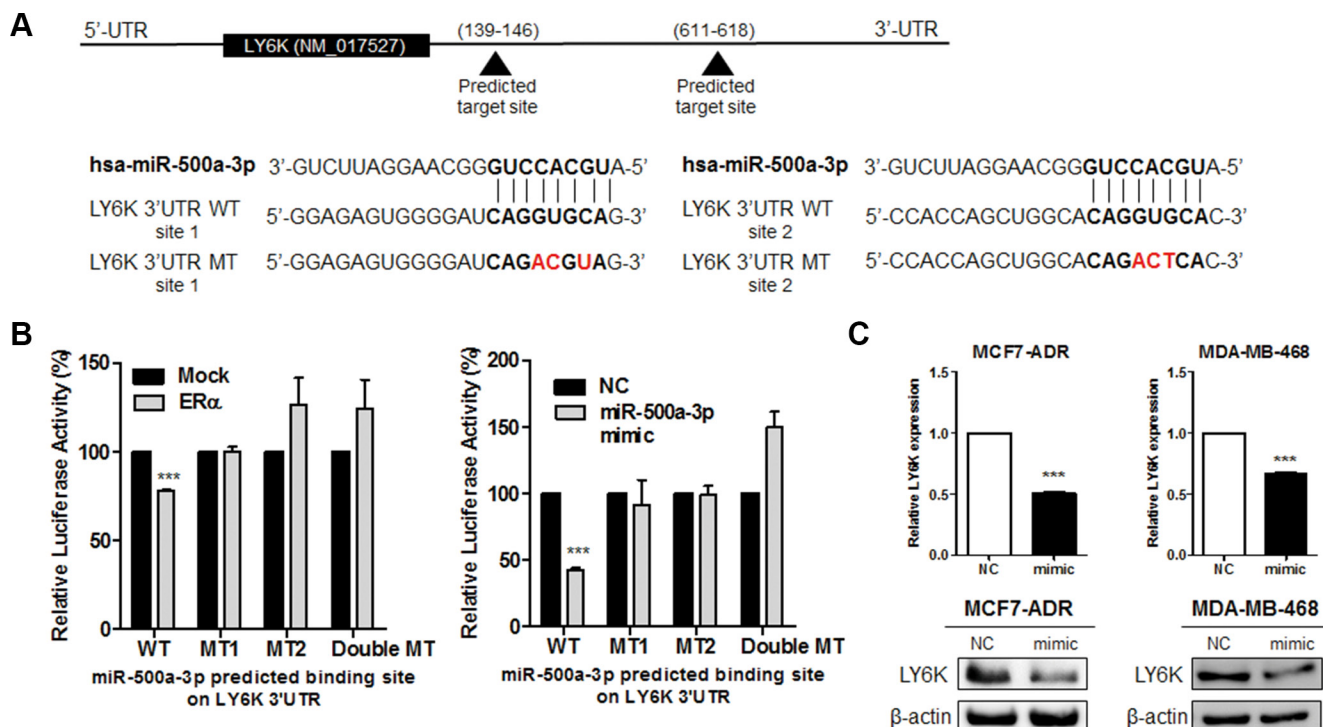 A
5'-UTR
LY6K (NM_017527)
(139-146)
(611-618)
3'-UTR
Predicted
target site
Predicted
target site
hsa-miR-500a-3p
3'-GUCUUAGGAACGGGUCCACGUA-5'
LY6K 3'UTR WT
site 1
5'-GGAGAGUGGGGAUCAGGUGCAG-3'
LY6K 3'UTR MT
site 1
5'-GGAGAGUGGGGAUCAGACGUAG-3'
hsa-miR-500a-3p
3'-GUCUUAGGAACGGGUCCACGUA-5'
LY6K 3'UTR WT
site 2
5'-CCACCAGCUGGCACAGGUGCAC-3'
LY6K 3'UTR MT
site 2
5'-CCACCAGCUGGCACAGACTCAC-3'
B
Relative Luciferase Activity (%)
150
100
50
0
Mock
ERα
***
WT
MT1
MT2
Double MT
miR-500a-3p predicted binding site
on LY6K 3'UTR
Relative Luciferase Activity (%)
200
150
100
50
0
NC
miR-500a-3p
mimic
***
WT
MT1
MT2
Double MT
miR-500a-3p predicted binding site
on LY6K 3'UTR
C
MCF7-ADR
Relative LY6K expression
1.5
1.0
0.5
0.0
***
NC
mimic
MDA-MB-468
Relative LY6K expression
1.5
1.0
0.5
0.0
***
NC
mimic
MCF7-ADR
NC
mimic
LY6K
β-actin
MDA-MB-468
NC
mimic
LY6K
β-actin